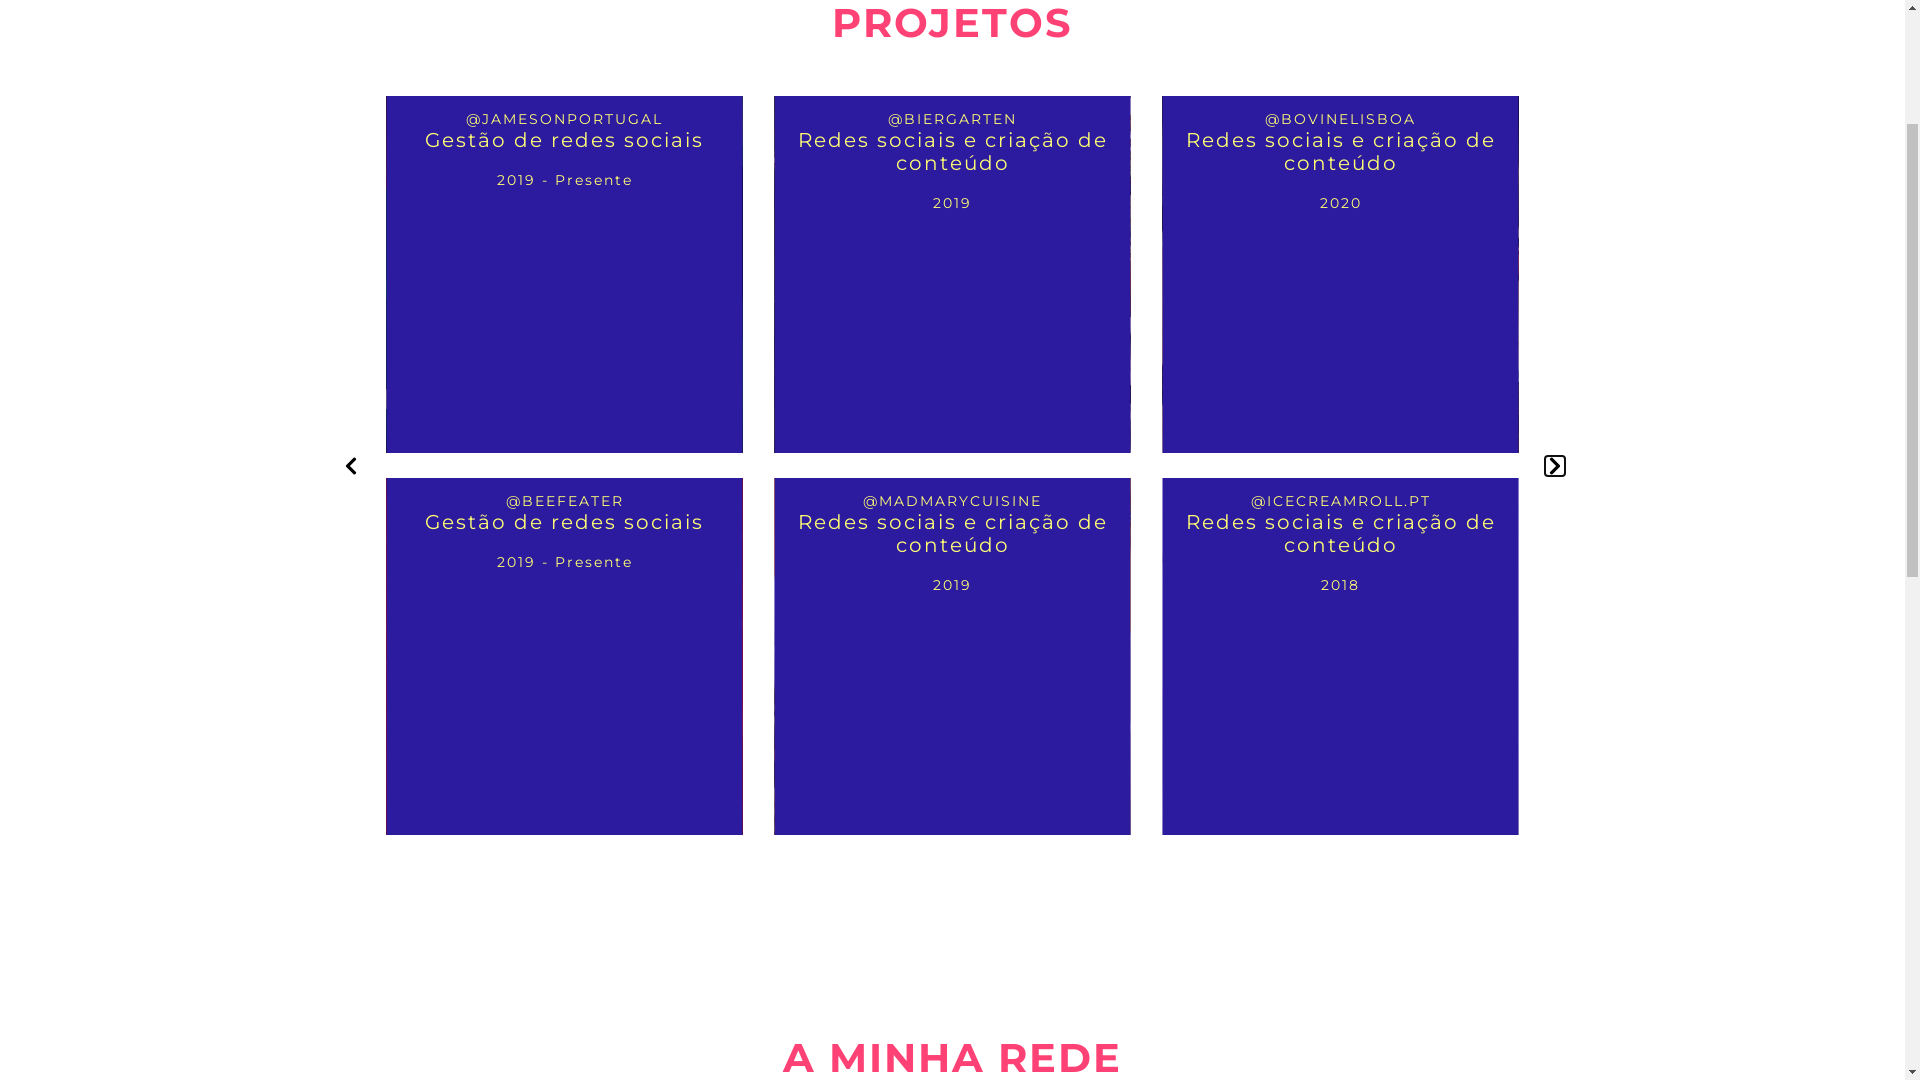 PROJETOS
@JAMESONPORTUGAL
Gestão de redes sociais
2019 - Presente
@BIERGARTEN
Redes sociais e criação de
conteúdo
2019
@BOVINELISBOA
Redes sociais e criação de
conteúdo
2020
@BEEFEATER
Gestão de redes sociais
2019 - Presente
@MADMARYCUISINE
Redes sociais e criação de
conteúdo
2019
@ICECREAMROLL.PT
Redes sociais e criação de
conteúdo
2018
A MINHA REDE